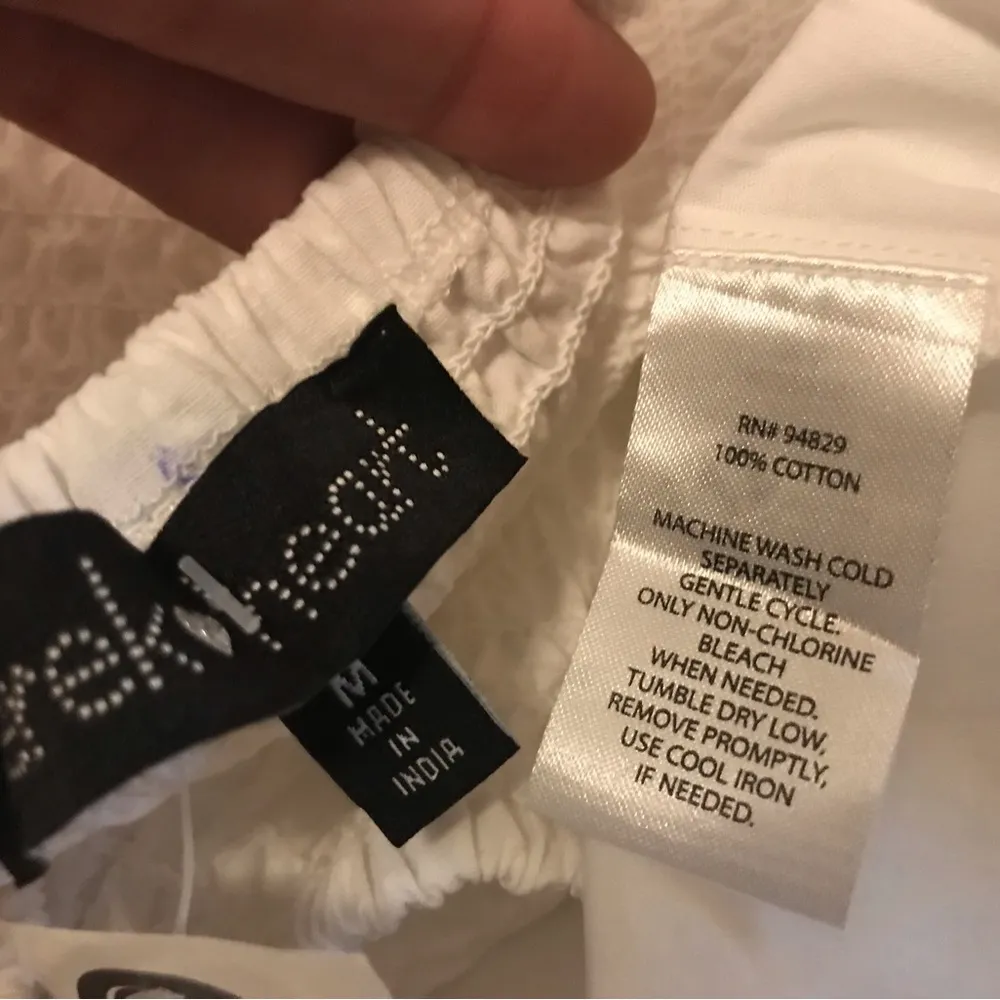 rekheart
M
MADE
IN
INDIA
RN# 94829
100% COTTON
MACHINE WASH COLD
SEPARATELY
GENTLE CYCLE.
ONLY NON-CHLORINE
BLEACH
WHEN NEEDED.
TUMBLE DRY LOW,
REMOVE PROMPTLY,
USE COOL IRON
IF NEEDED.